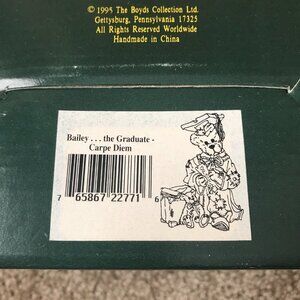 © 1995 The Boyds Collection Ltd.
Gettysburg, Pennsylvania 17325
All Rights Reserved Worldwide
Handmade in China
Bailey . . . the Graduate -
Carpe Diem
7 65867 22771 6